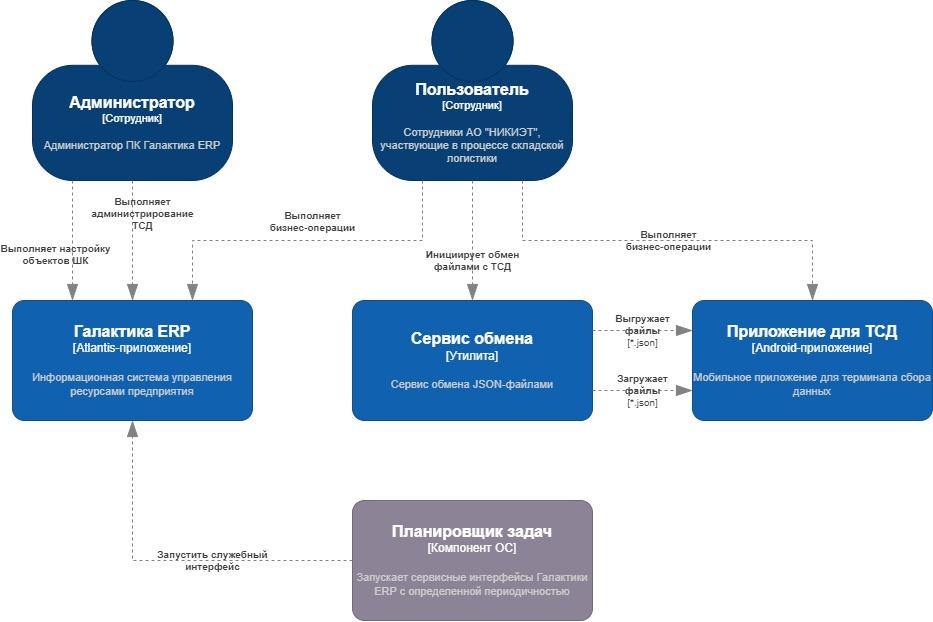 Администратор
[Сотрудник]
Администратор ПК Галактика ERP
Пользователь
[Сотрудник]
Сотрудники АО "НИКИЭТ",
участвующие в процессе складской
логистики
Выполняет
администрирование
ТСД
Выполняет настройку
объектов ШК
Выполняет
бизнес-операции
Инициирует обмен
файлами с ТСД
Выполняет
бизнес-операции
Галактика ERP
[Atlantis-приложение]
Информационная система управления
ресурсами предприятия
Сервис обмена
[Утилита]
Сервис обмена JSON-файлами
Выгружает
файлы
[*.json]
Загружает
файлы
[*.json]
Приложение для ТСД
[Android-приложение]
Мобильное приложение для терминала сбора
данных
Запустить служебный
интерфейс
Планировщик задач
[Компонент ОС]
Запускает сервисные интерфейсы Галактики
ERP с определенной периодичностью